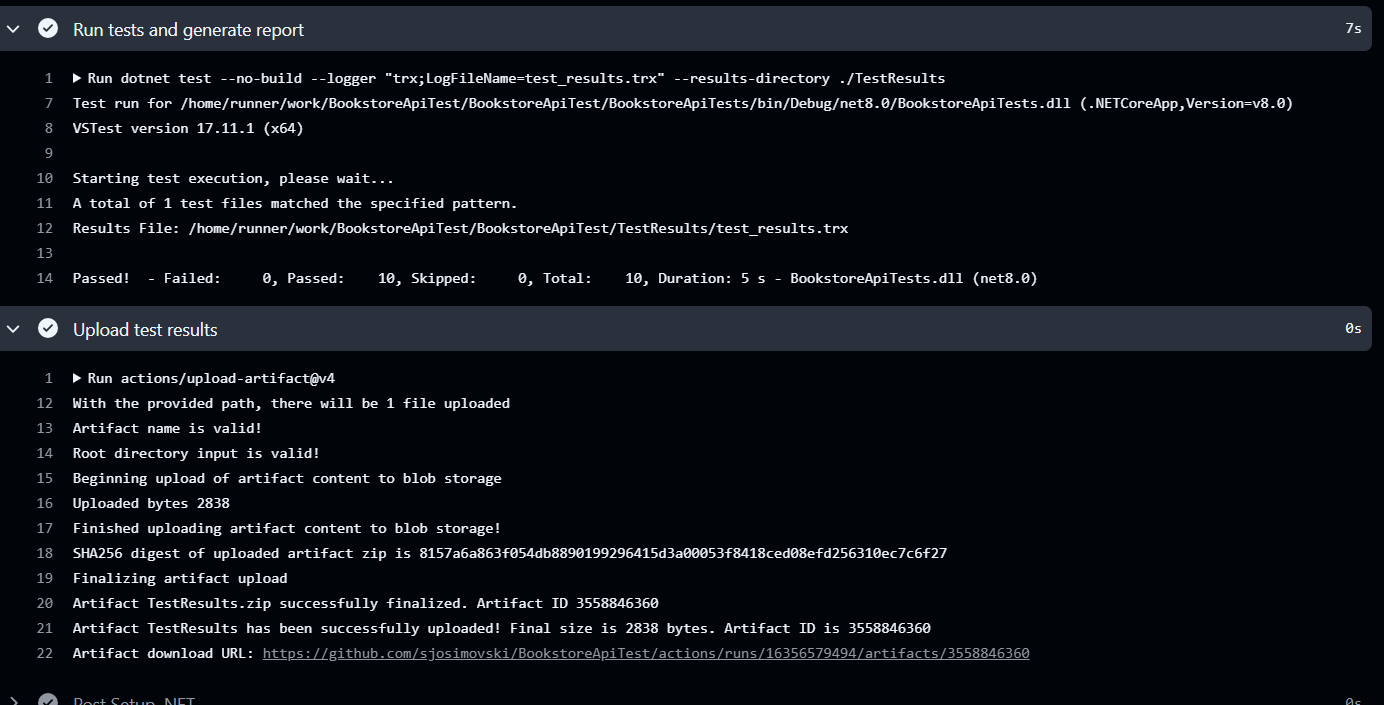 Run tests and generate report 7s
1 Run dotnet test --no-build --logger "trx;LogFileName=test_results.trx" --results-directory ./TestResults
7 Test run for /home/runner/work/BookstoreApiTest/BookstoreApiTest/BookstoreApiTests/bin/Debug/net8.0/BookstoreApiTests.dll (.NETCoreApp,Version=v8.0)
8 VSTest version 17.11.1 (x64)
9
10 Starting test execution, please wait...
11 A total of 1 test files matched the specified pattern.
12 Results File: /home/runner/work/BookstoreApiTest/BookstoreApiTest/TestResults/test_results.trx
13
14 Passed!  - Failed:     0, Passed:    10, Skipped:     0, Total:    10, Duration: 5 s - BookstoreApiTests.dll (net8.0)
Upload test results 0s
1 Run actions/upload-artifact@v4
12 With the provided path, there will be 1 file uploaded
13 Artifact name is valid!
14 Root directory input is valid!
15 Beginning upload of artifact content to blob storage
16 Uploaded bytes 2838
17 Finished uploading artifact content to blob storage!
18 SHA256 digest of uploaded artifact zip is 8157a6a863f054db8890199296415d3a00053f8418ced08efd256310ec7c6f27
19 Finalizing artifact upload
20 Artifact TestResults.zip successfully finalized. Artifact ID 3558846360
21 Artifact TestResults has been successfully uploaded! Final size is 2838 bytes. Artifact ID is 3558846360
22 Artifact download URL: https://github.com/sjosimovski/BookstoreApiTest/actions/runs/16356579494/artifacts/3558846360
Post Setup .NET 0s